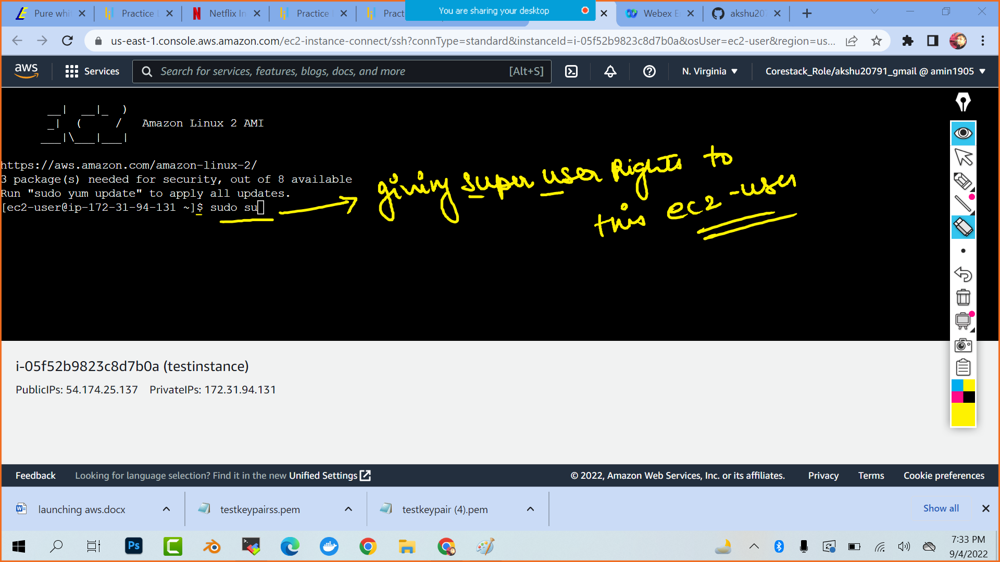 Pure whi
Practice
Netflix In
Practice
Pract
You are sharing your desktop
Webex E
akshu20
us-east-1.console.aws.amazon.com/ec2-instance-connect/ssh?connType=standard&instanceId=i-05f52b9823c8d7b0a&osUser=ec2-user&region=us...
aws
Services
Search for services, features, blogs, docs, and more
[Alt+S]
N. Virginia
Corestack_Role/akshu20791_gmail @ amin1905
__|  __|_  )
_|  (     /   Amazon Linux 2 AMI
___|\___|___|
https://aws.amazon.com/amazon-linux-2/
3 package(s) needed for security, out of 8 available
Run "sudo yum update" to apply all updates.
[ec2-user@ip-172-31-94-131 ~]$ sudo su
giving super user Rights to
this ec2-user
i-05f52b9823c8d7b0a (testinstance)
PublicIPs: 54.174.25.137 PrivateIPs: 172.31.94.131
Feedback
Looking for language selection? Find it in the new Unified Settings
© 2022, Amazon Web Services, Inc. or its affiliates.
Privacy
Terms
Cookie preferences
launching aws.docx
testkeypairss.pem
testkeypair (4).pem
Show all
Ps
7:33 PM
9/4/2022